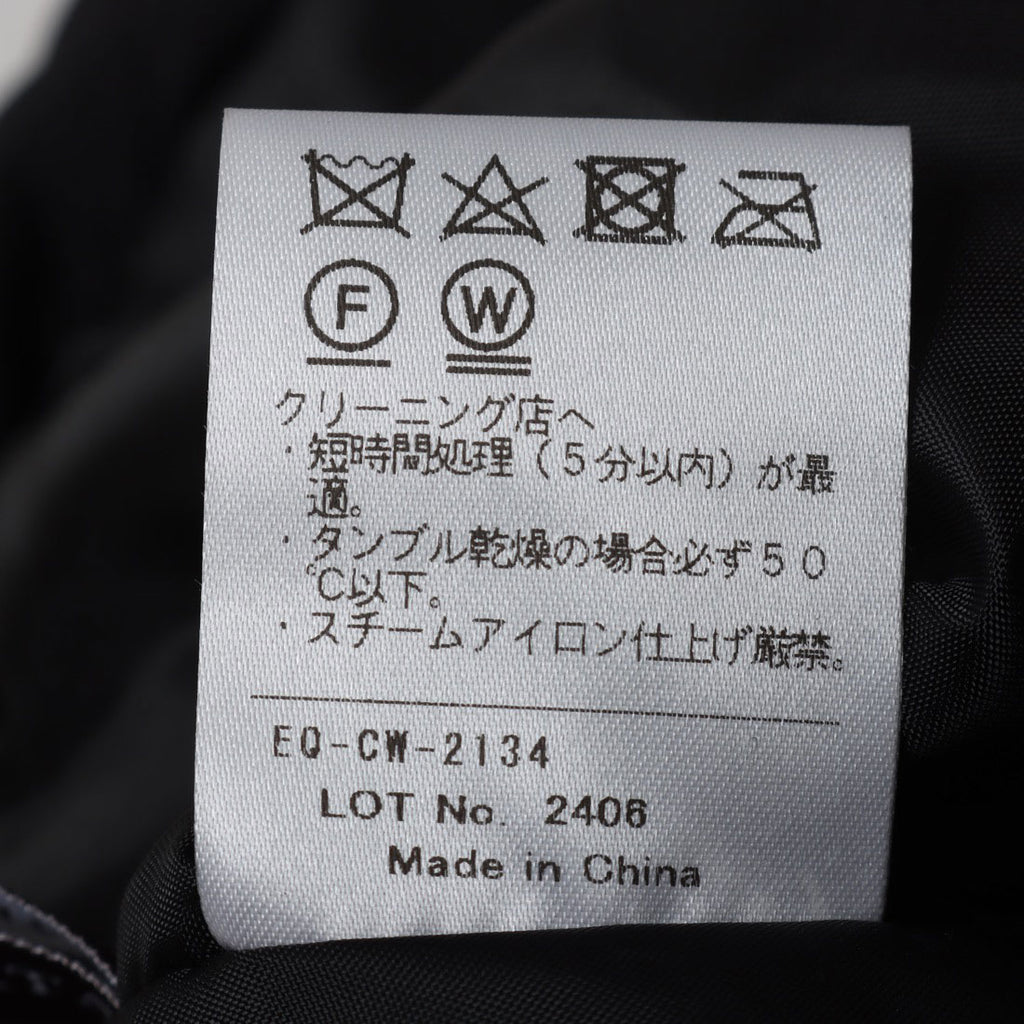 F W
クリーニング店へ
・短時間処理（５分以内）が最
適。
・タンブル乾燥の場合必ず５０
℃以下。
・スチームアイロン仕上げ厳禁。
EQ-CW-2134
LOT No. 2406
Made in China